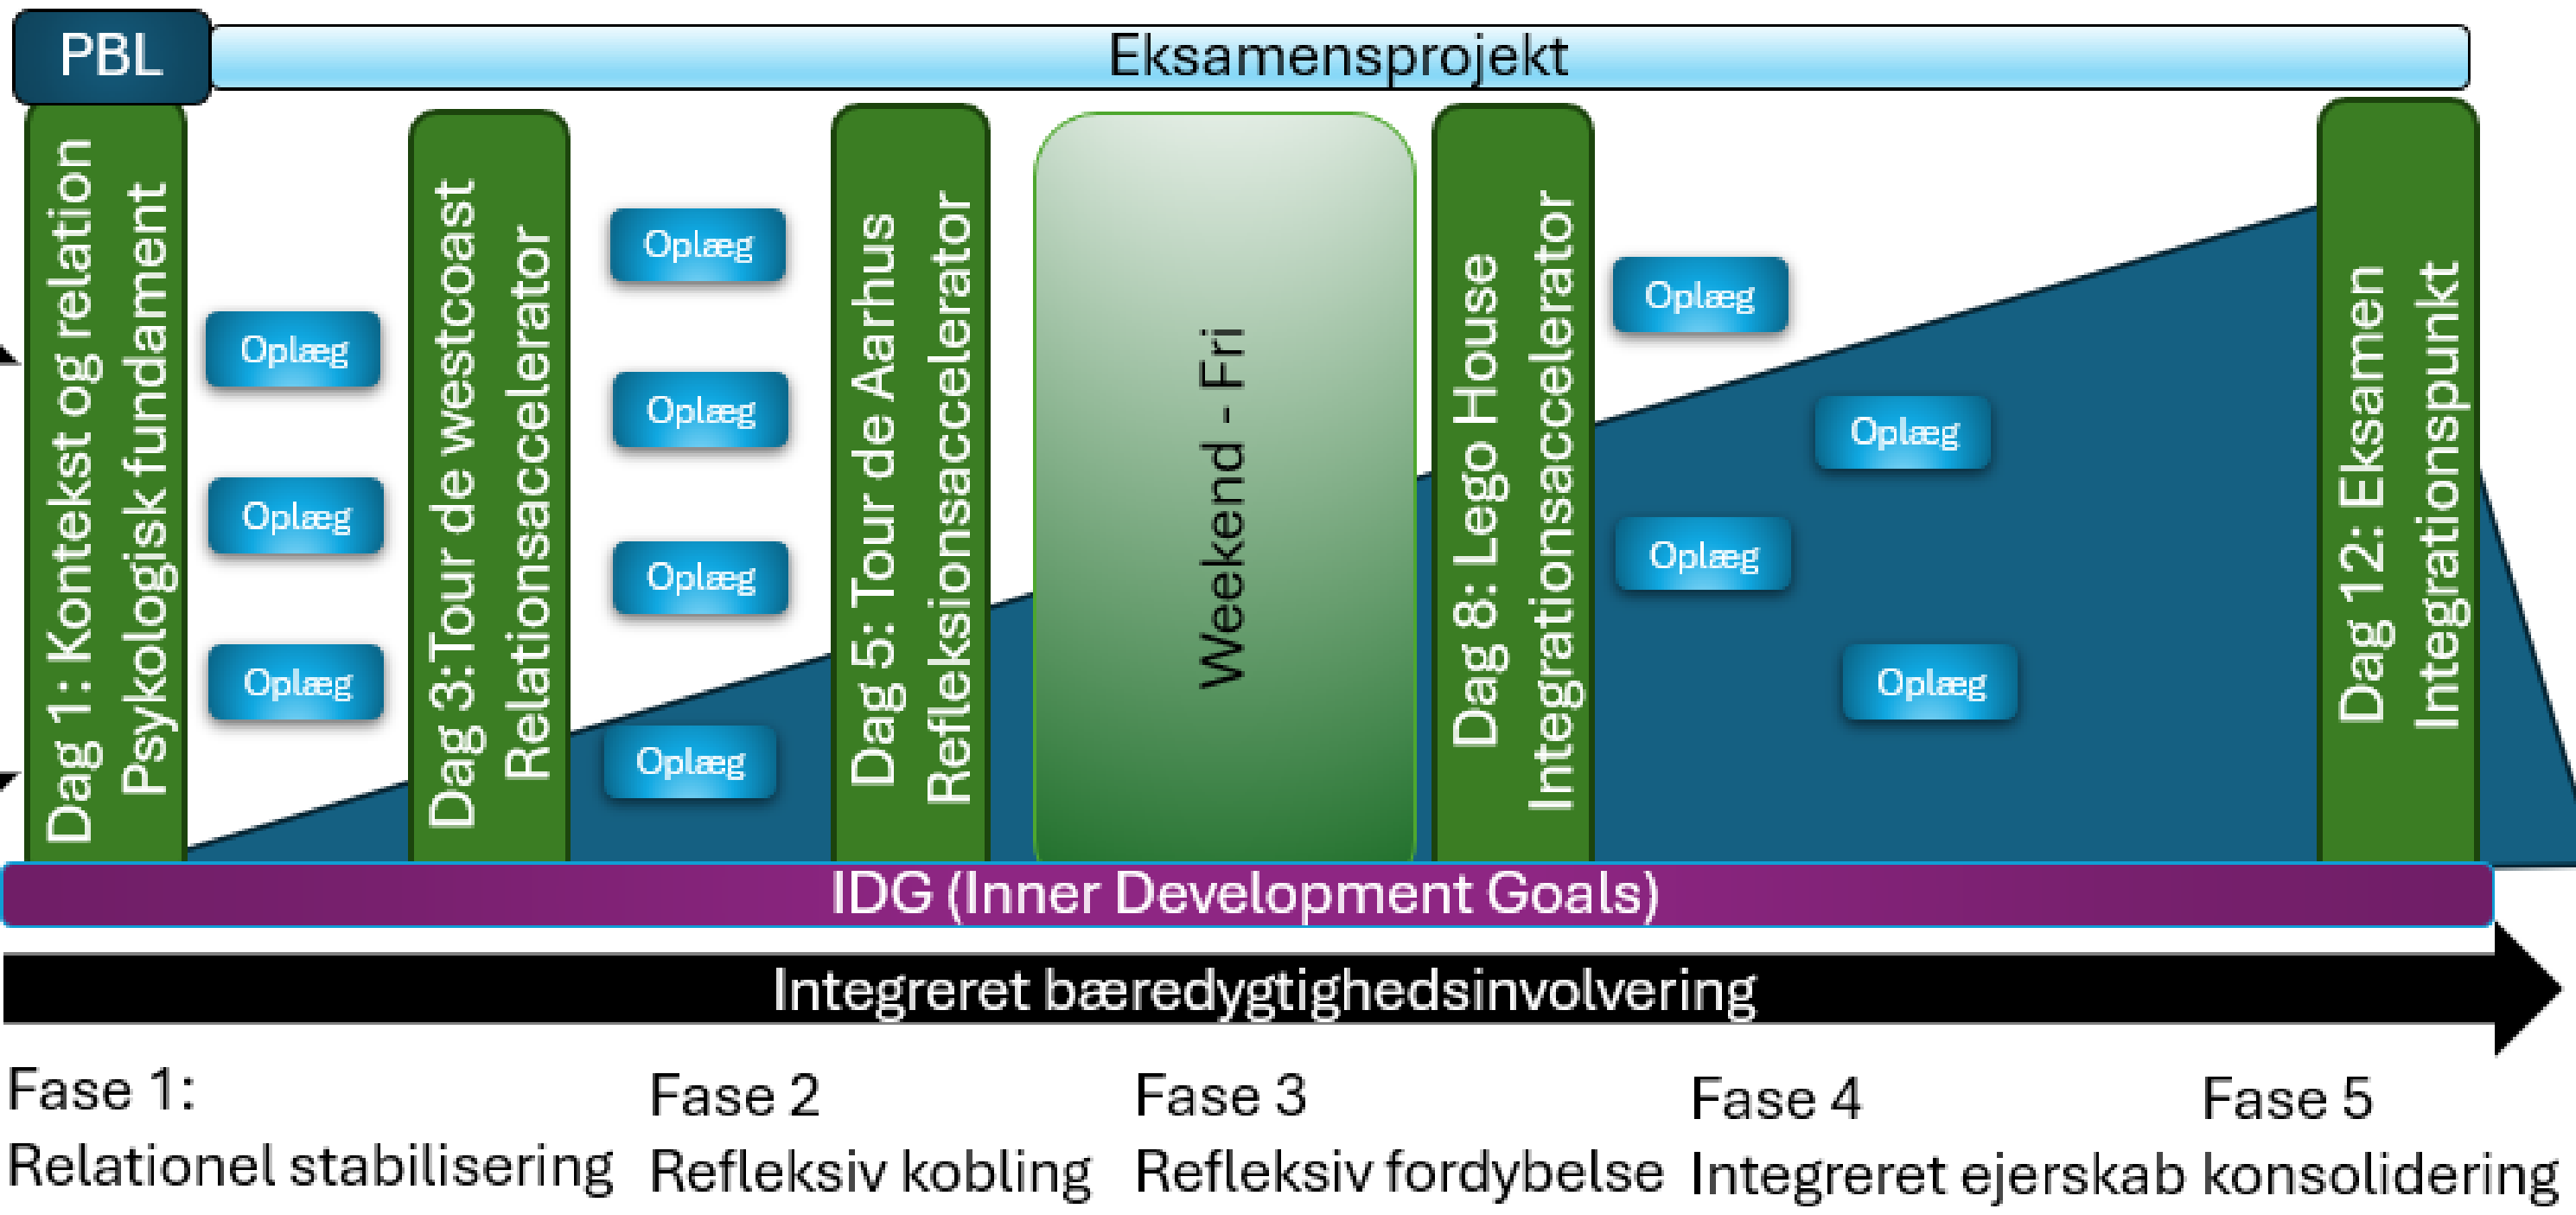 PBL
Eksamensprojekt
Dag 1: Kontekst og relation
Psykologisk fundament
Oplæg
Oplæg
Oplæg
Dag 3:Tour de westcoast
Relationsaccelerator
Oplæg
Oplæg
Oplæg
Oplæg
Dag 5: Tour de Aarhus
Refleksionsaccelerator
Weekend - Fri
Dag 8: Lego House
Integrationsaccelerator
Oplæg
Oplæg
Oplæg
Oplæg
Dag 12: Eksamen
Integrationspunkt
IDG (Inner Development Goals)
Integreret bæredygtighedsinvolvering
Fase 1:
Relationel stabilisering
Fase 2
Refleksiv kobling
Fase 3
Refleksiv fordybelse
Fase 4
Integreret ejerskab
Fase 5
konsolidering